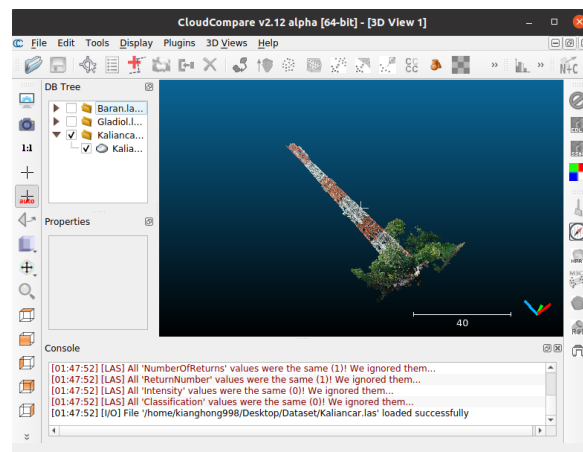 CloudCompare v2.12 alpha [64-bit] - [3D View 1]
File Edit Tools Display Plugins 3D Views Help
1:1
auto
N+C
DB Tree
Baran.la...
Gladiol.l...
Kalianca...
Kalia...
Properties
40
Console
[01:47:52] [LAS] All 'NumberOfReturns' values were the same (1)! We ignored them...
[01:47:52] [LAS] All 'ReturnNumber' values were the same (1)! We ignored them...
[01:47:52] [LAS] All 'Intensity' values were the same (0)! We ignored them...
[01:47:52] [LAS] All 'Classification' values were the same (0)! We ignored them...
[01:47:52] [I/O] File '/home/kianghong998/Desktop/Dataset/Kaliancar.las' loaded successfully